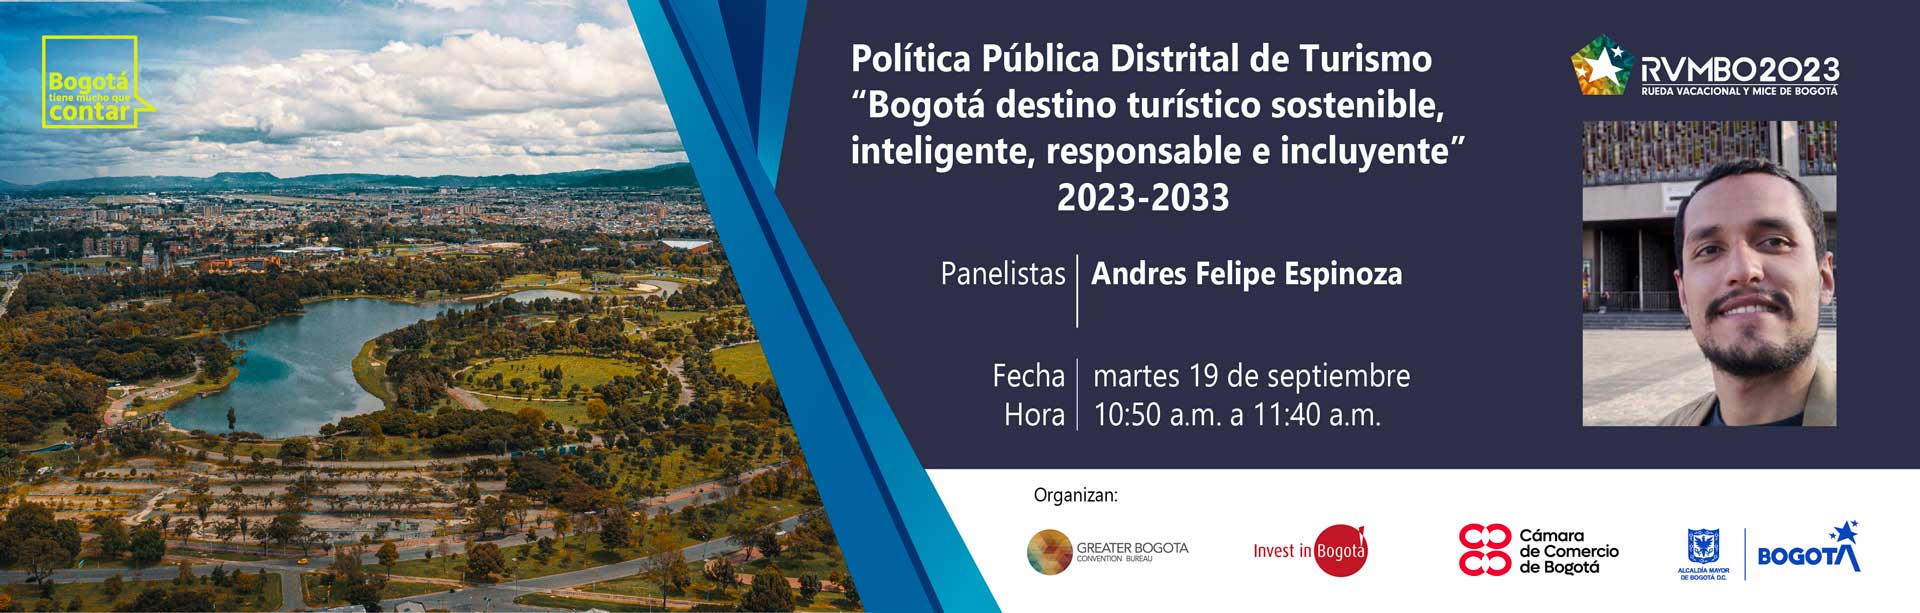 Bogotá
tiene mucho que
contar
Política Pública Distrital de Turismo
“Bogotá destino turístico sostenible,
inteligente, responsable e incluyente”
2023-2033
Panelistas Andres Felipe Espinoza
Fecha martes 19 de septiembre
Hora 10:50 a.m. a 11:40 a.m.
RVMBO2023
RUEDA VACACIONAL Y MICE DE BOGOTÁ
Organizan:
GREATER BOGOTA
CONVENTION BUREAU
Invest in Bogotá
Cámara
de Comercio
de Bogotá
ALCALDÍA MAYOR
DE BOGOTÁ D.C.
BOGOTÁ